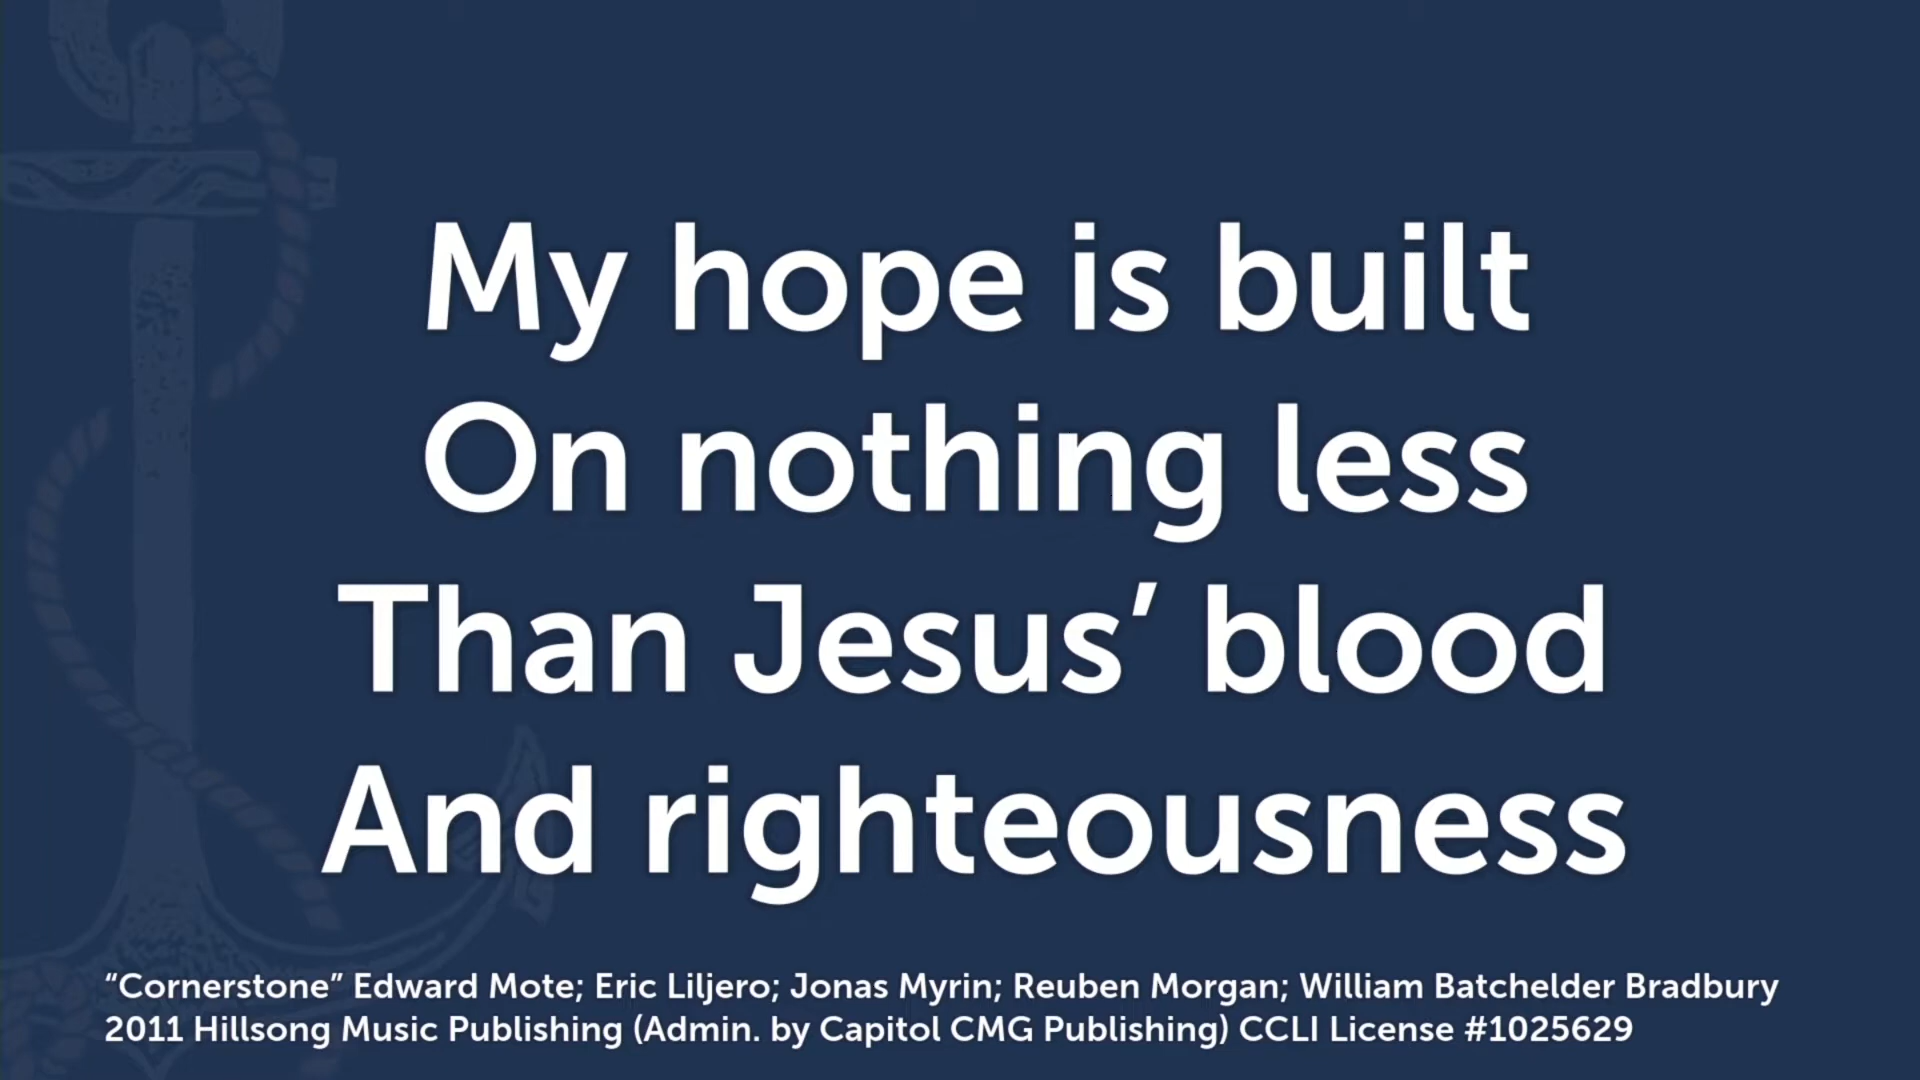 My hope is built
On nothing less
Than Jesus’ blood
And righteousness
“Cornerstone” Edward Mote; Eric Liljero; Jonas Myrin; Reuben Morgan; William Batchelder Bradbury
2011 Hillsong Music Publishing (Admin. by Capitol CMG Publishing) CCLI License #1025629